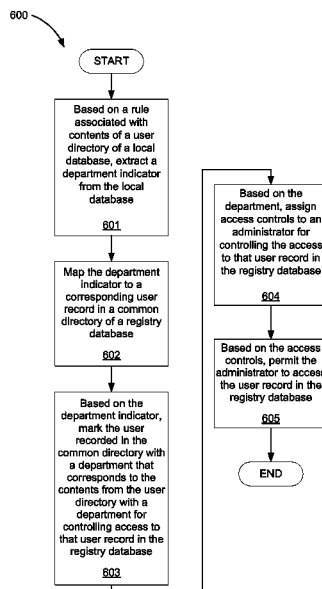 600
START
Based on a rule
associated with
contents of a user
directory of a local
database, extract a
department indicator
from the local
database
601
Map the department
indicator to a
corresponding user
record in a common
directory of a registry
database
602
Based on the
department indicator,
mark the user
recorded in the
common directory with
a department that
corresponds to the
contents from the user
directory with a
department for
controlling access to
that user record in the
registry database
603
Based on the
department, assign
access controls to an
administrator for
controlling the access
to that user record in
the registry database
604
Based on the access
controls, permit the
administrator to access
the user record in the
registry database
605
END